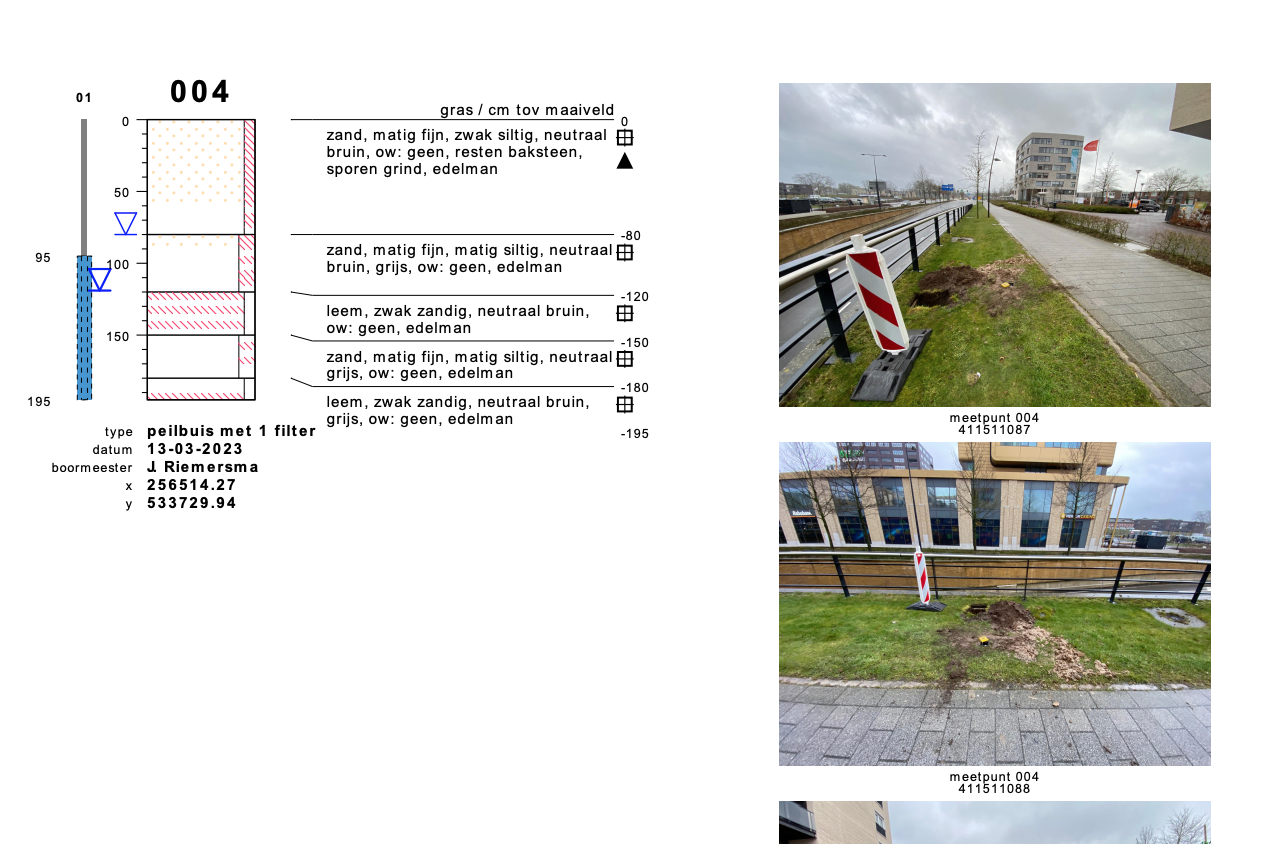 01
004
gras / cm tov maaiveld
0
50
100
150
95
195
0
zand, matig fijn, zwak siltig, neutraal
bruin, ow: geen, resten baksteen,
sporen grind, edelman
-80
zand, matig fijn, matig siltig, neutraal
bruin, grijs, ow: geen, edelman
-120
leem, zwak zandig, neutraal bruin,
ow: geen, edelman
-150
zand, matig fijn, matig siltig, neutraal
grijs, ow: geen, edelman
-180
leem, zwak zandig, neutraal bruin,
grijs, ow: geen, edelman
-195
type peilbuis met 1 filter
datum 13-03-2023
boormeester J. Riemersma
x 256514.27
y 533729.94
meetpunt 004
411511087
Rabobank
meetpunt 004
411511088